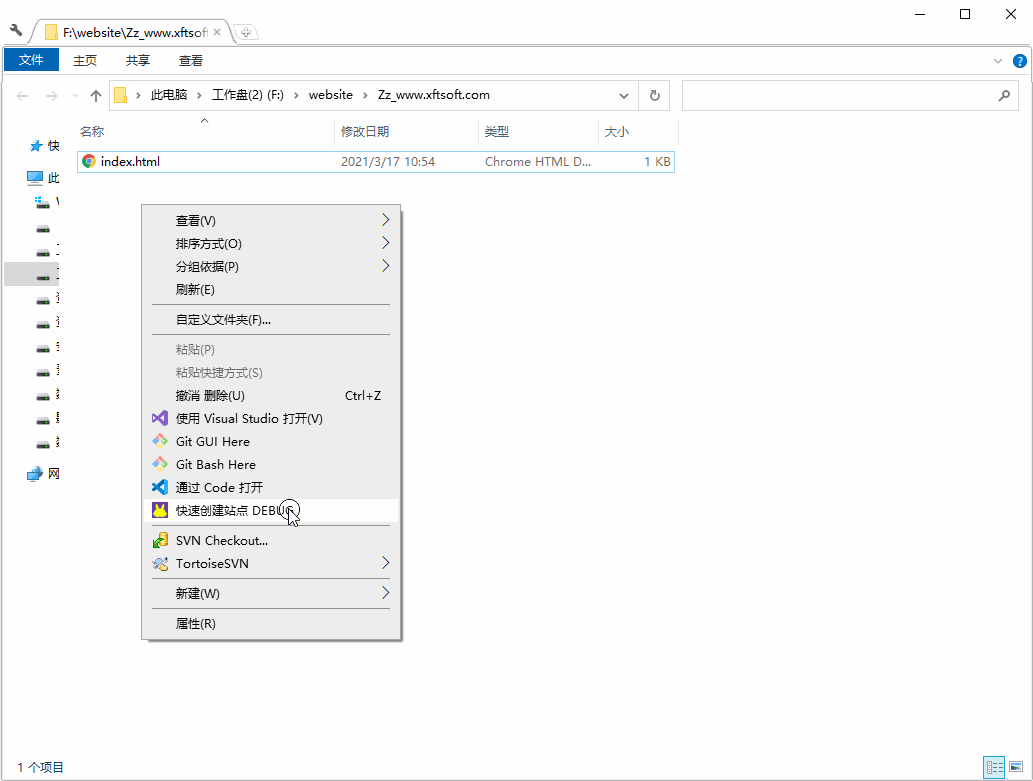 F:\website\Zz_www.xftsoft
文件 主页 共享 查看
此电脑 工作盘(2) (F:) website Zz_www.xftsoft.com
名称 修改日期 类型 大小
index.html 2021/3/17 10:54 Chrome HTML D... 1 KB
快
此
网
查看(V)
排序方式(O)
分组依据(P)
刷新(E)
自定义文件夹(F)...
粘贴(P)
粘贴快捷方式(S)
撤消 删除(U) Ctrl+Z
使用 Visual Studio 打开(V)
Git GUI Here
Git Bash Here
通过 Code 打开
快速创建站点 DEBUG
SVN Checkout...
TortoiseSVN
新建(W)
属性(R)
1 个项目